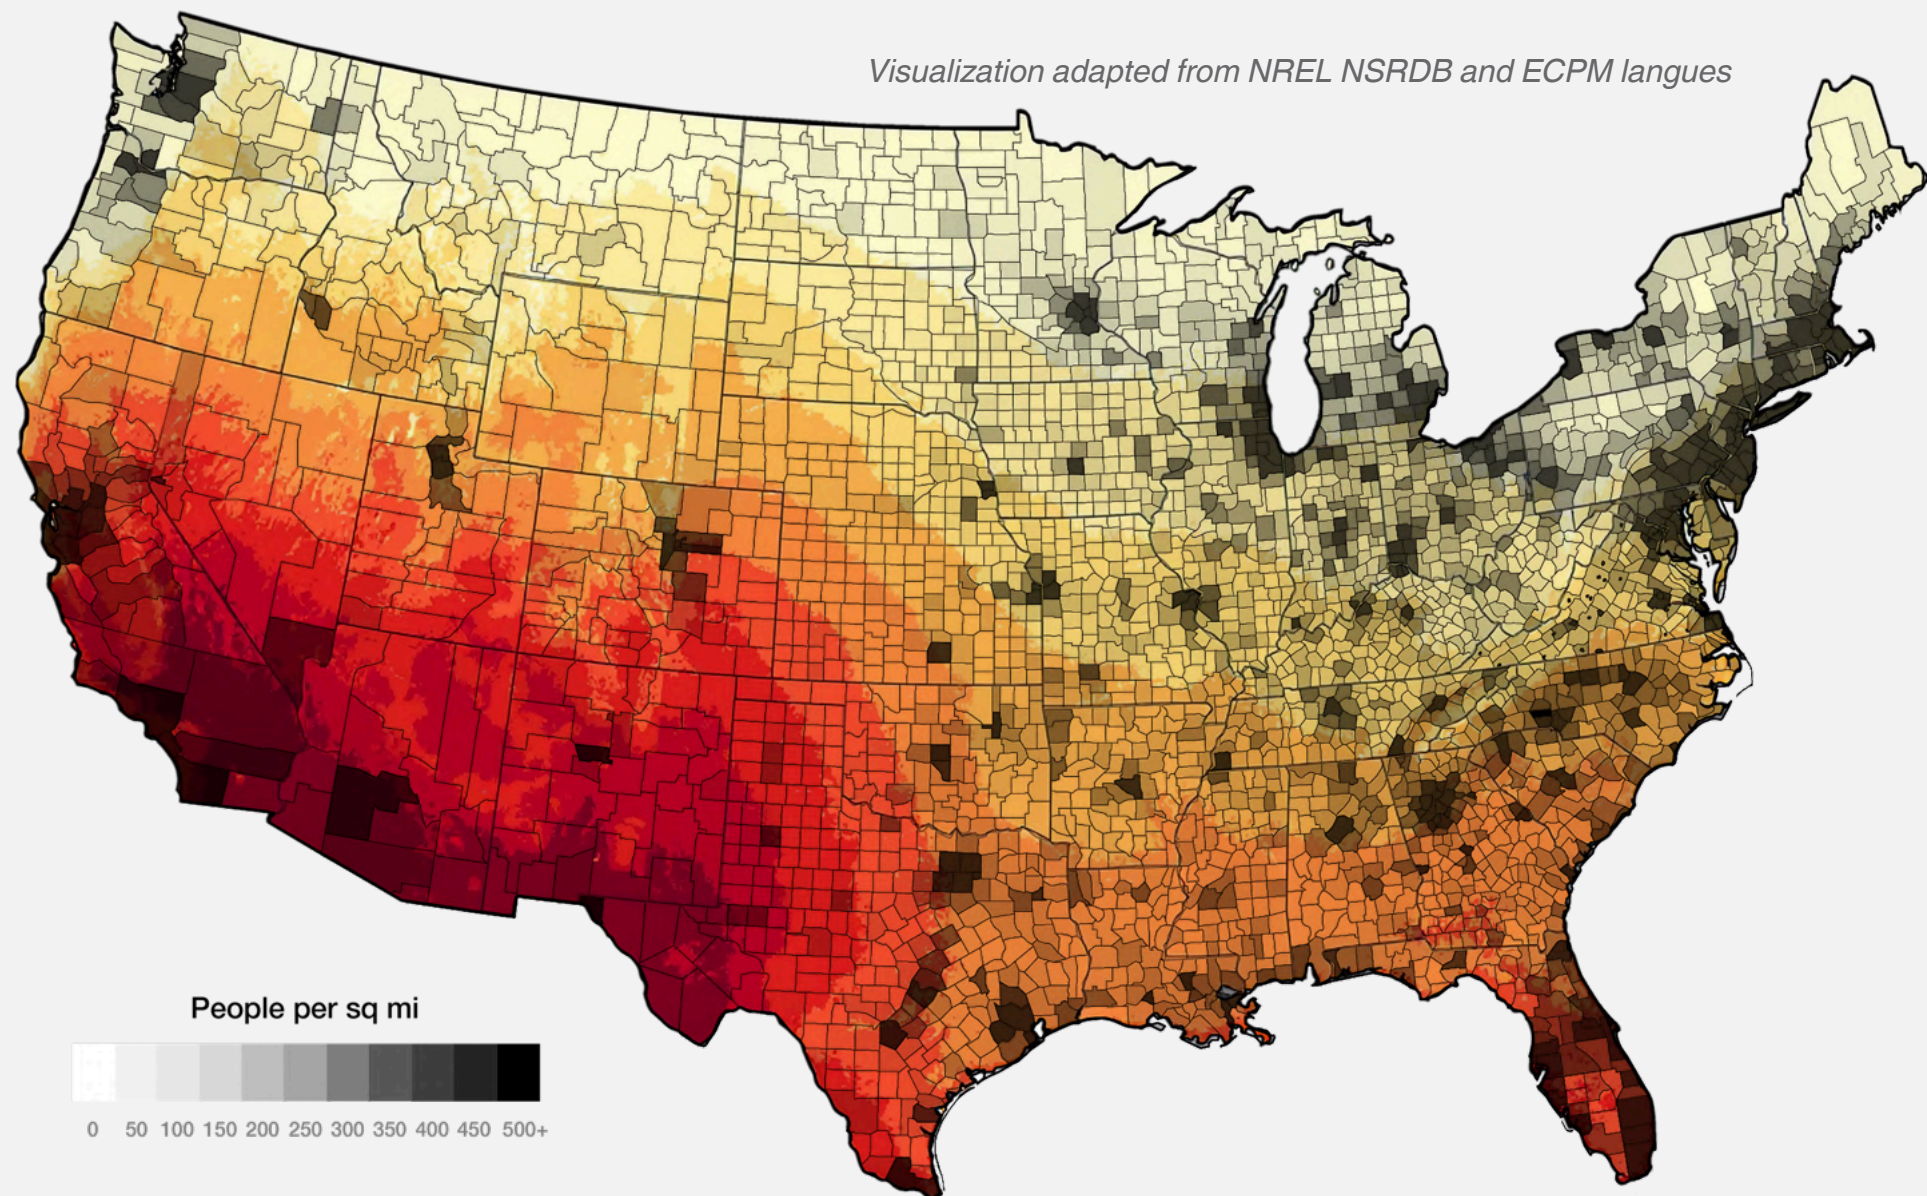 Visualization adapted from NREL NSRDB and ECPM langues
People per sq mi
0 50 100 150 200 250 300 350 400 450 500+